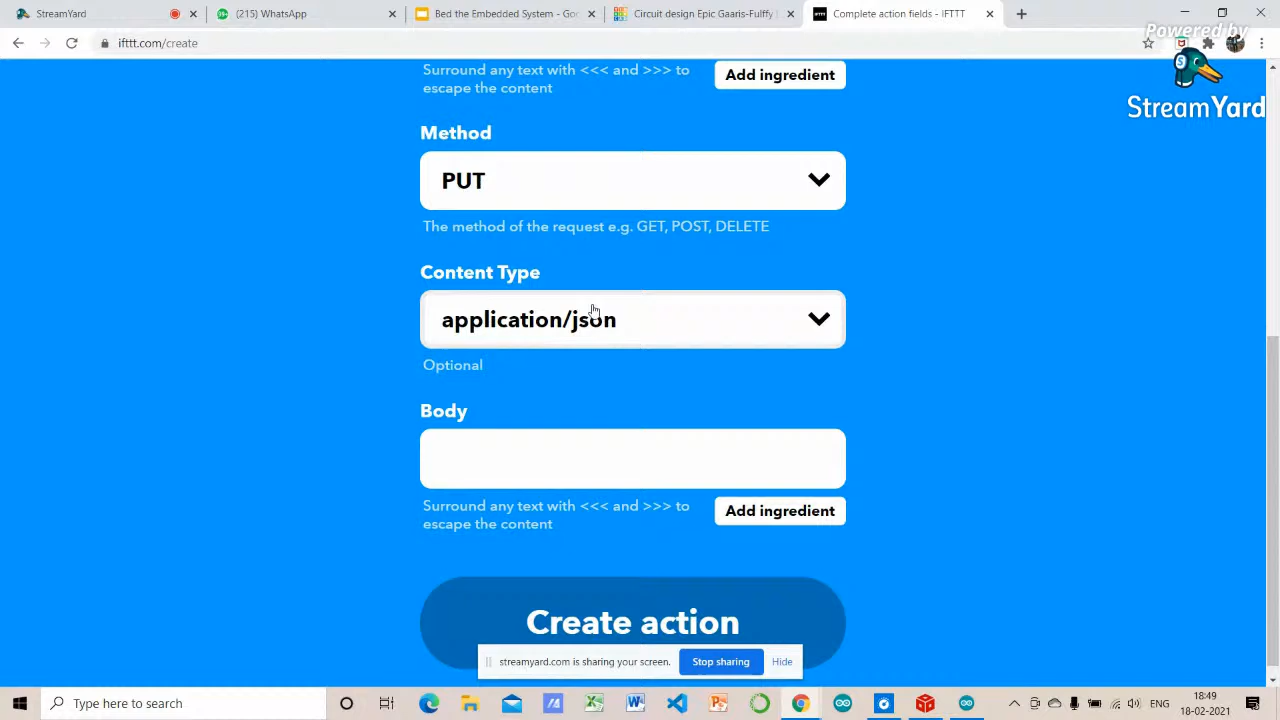 StreamYard
(215) WhatsApp
Bed the Embedded System Gon
Circuit design Epic Gans-Fulffy |
Complete action fields - IFTTT
ifttt.com/create
Powered by
StreamYard
Surround any text with <<< and >>> to
escape the content
Add ingredient
Method
PUT
The method of the request e.g. GET, POST, DELETE
Content Type
application/json
Optional
Body
Surround any text with <<< and >>> to
escape the content
Add ingredient
Create action
streamyard.com is sharing your screen.
Stop sharing
Hide
Type here to search
ENG
18:49
18-02-2021